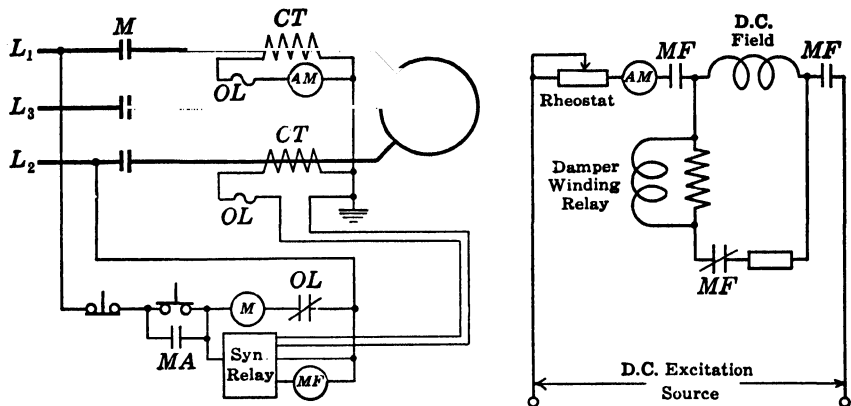 CT
M
L₁
OL
AM
L₃
CT
L₂
OL
OL
M
MA
Syn
Relay
MF
D.C.
Field
MF
MF
AM
Rheostat
Damper
Winding
Relay
MF
D.C. Excitation
Source